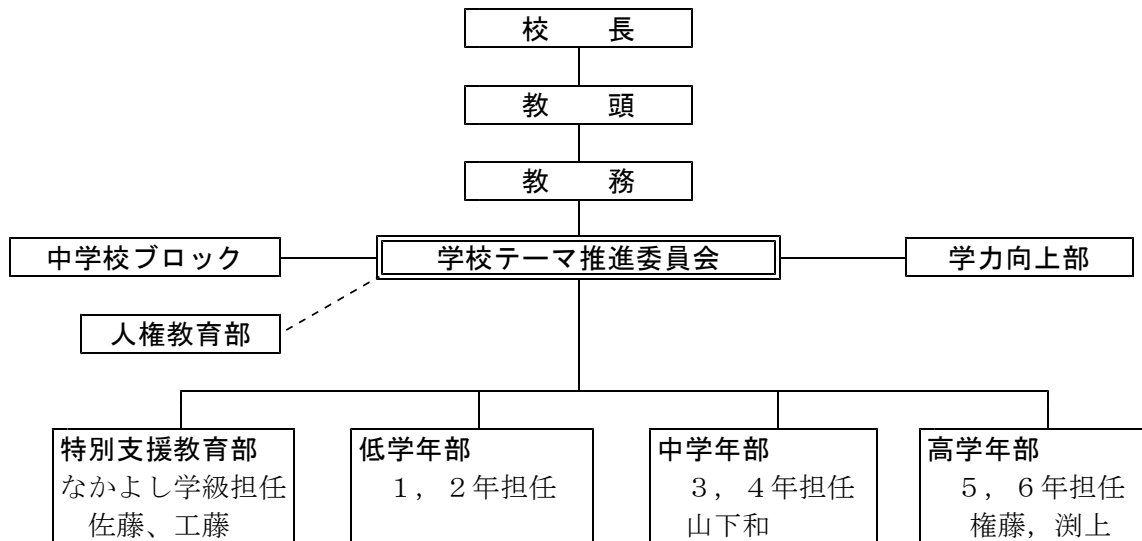 校　　長
教　　頭
教　　務
中学校ブロック
学校テーマ推進委員会
学力向上部
人権教育部
特別支援教育部
なかよし学級担任
佐藤、工藤
低学年部
１，２年担任
中学年部
３，４年担任
山下和
高学年部
５，６年担任
権藤，渕上